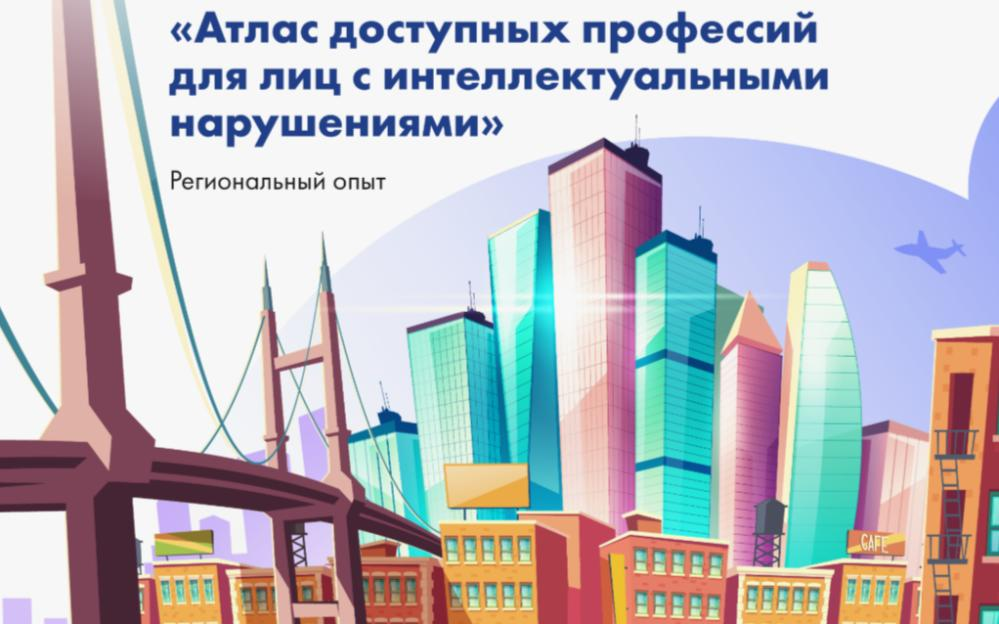 «Атлас доступных профессий
для лиц с интеллектуальными
нарушениями»
Региональный опыт
CAFE